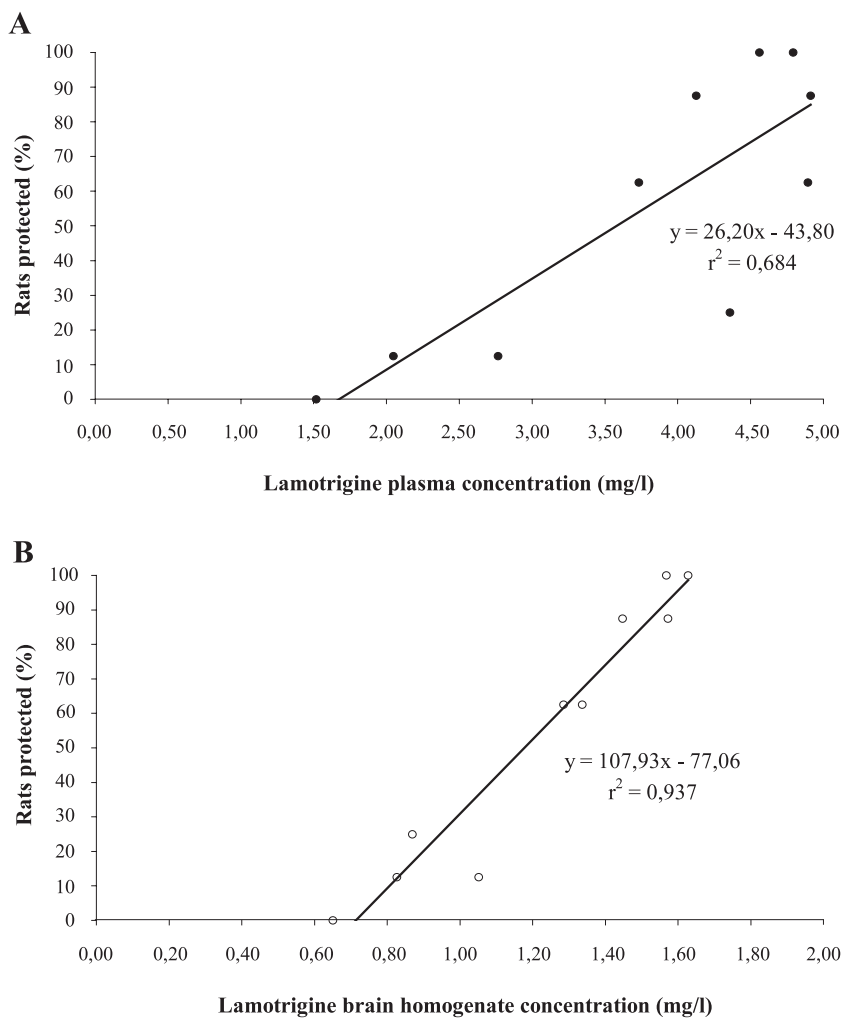 A
Rats protected (%)
100
90
80
70
60
50
40
30
20
10
0
y = 26,20x - 43,80
r² = 0,684
0,00 0,50 1,00 1,50 2,00 2,50 3,00 3,50 4,00 4,50 5,00
Lamotrigine plasma concentration (mg/l)
B
Rats protected (%)
100
90
80
70
60
50
40
30
20
10
0
y = 107,93x - 77,06
r² = 0,937
0,00 0,20 0,40 0,60 0,80 1,00 1,20 1,40 1,60 1,80 2,00
Lamotrigine brain homogenate concentration (mg/l)